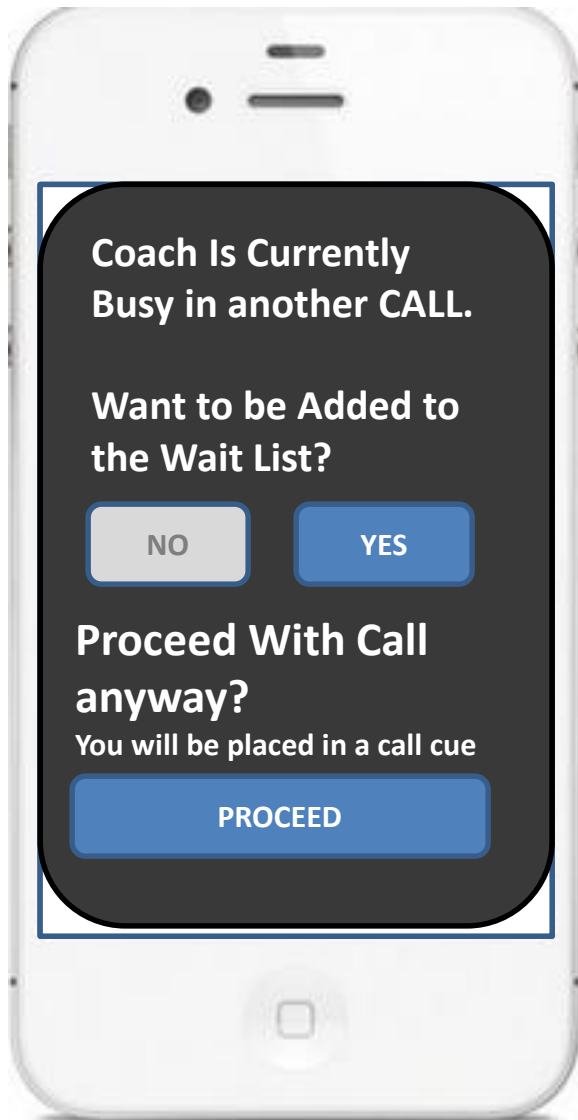 Coach Is Currently
Busy in another CALL.
Want to be Added to
the Wait List?
NO
YES
Proceed With Call
anyway?
You will be placed in a call cue
PROCEED